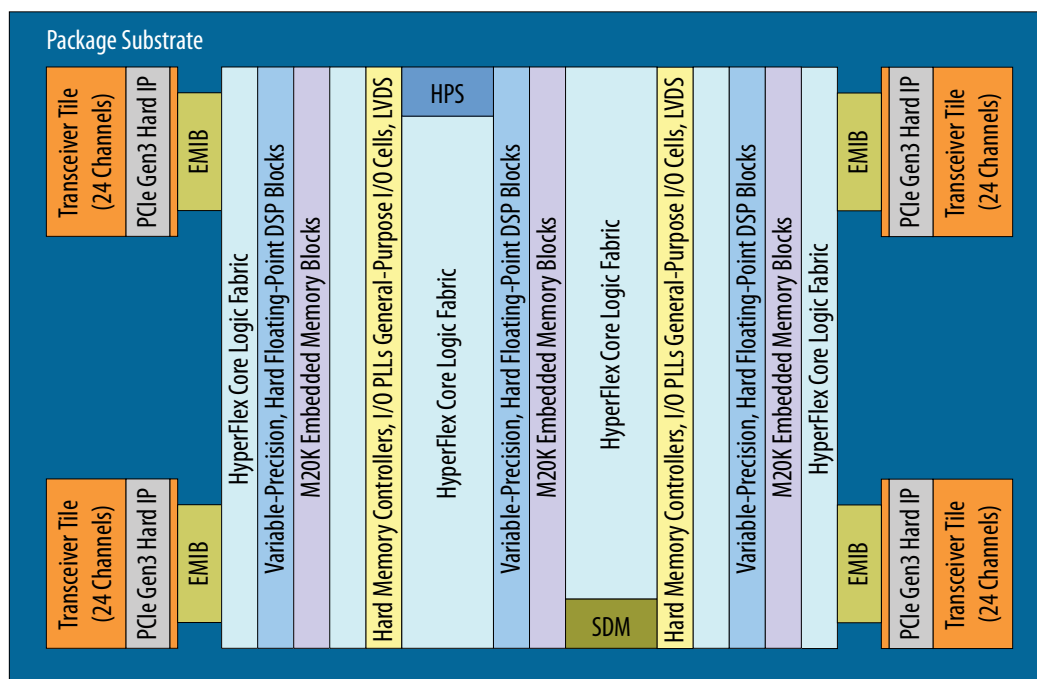 Package Substrate
Transceiver Tile
(24 Channels)
PCIe Gen3 Hard IP
EMIB
Transceiver Tile
(24 Channels)
PCIe Gen3 Hard IP
EMIB
HyperFlex Core Logic Fabric
Variable-Precision, Hard Floating-Point DSP Blocks
M20K Embedded Memory Blocks
Hard Memory Controllers, I/O PLLs General-Purpose I/O Cells, LVDS
HPS
HyperFlex Core Logic Fabric
Variable-Precision, Hard Floating-Point DSP Blocks
M20K Embedded Memory Blocks
HyperFlex Core Logic Fabric
SDM
Hard Memory Controllers, I/O PLLs General-Purpose I/O Cells, LVDS
Variable-Precision, Hard Floating-Point DSP Blocks
M20K Embedded Memory Blocks
HyperFlex Core Logic Fabric
EMIB
PCIe Gen3 Hard IP
Transceiver Tile
(24 Channels)
EMIB
PCIe Gen3 Hard IP
Transceiver Tile
(24 Channels)